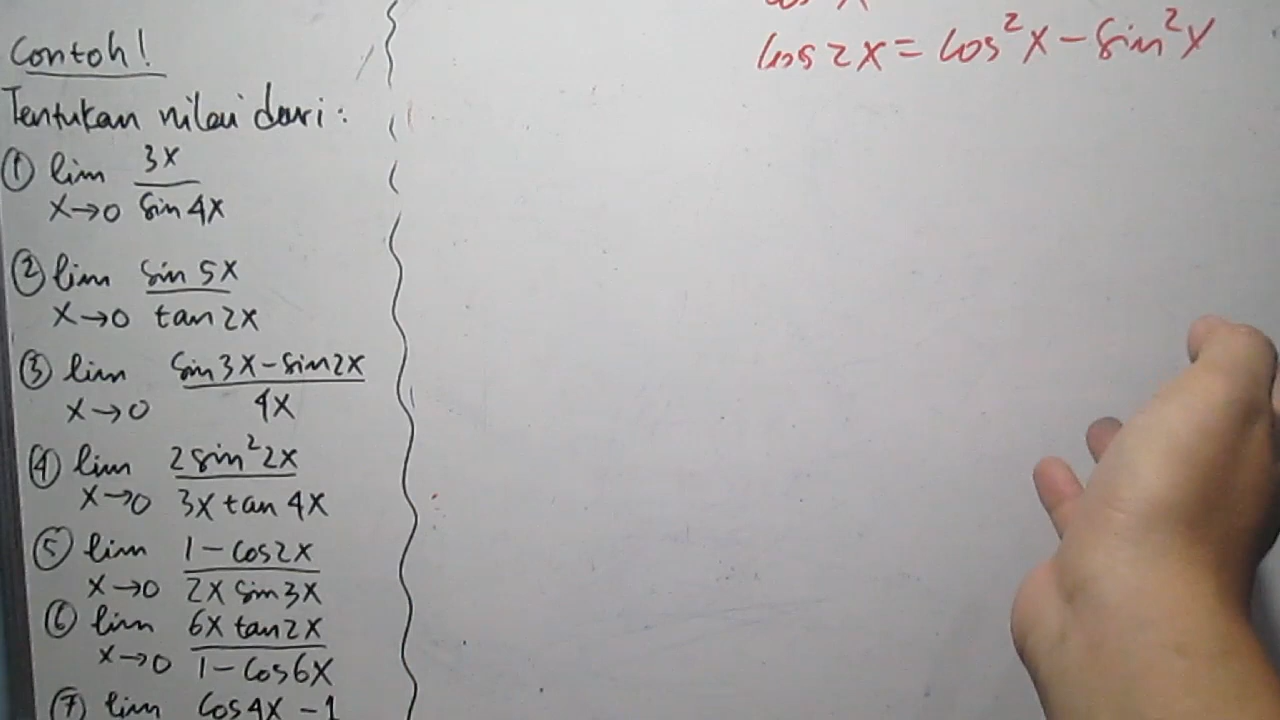 Contoh!
Tentukan nilai dari :
① lim 3x
x→0 sin 4x
② lim sin 5x
x→0 tan 2x
③ lim sin 3x - sin 2x
x→0 4x
④ lim 2 sin² 2x
x→0 3x tan 4x
⑤ lim 1 - cos 2x
x→0 2x sin 3x
⑥ lim 6x tan 2x
x→0 1 - cos 6x
⑦ lim cos 4x - 1
cos 2x = cos² x - sin² x